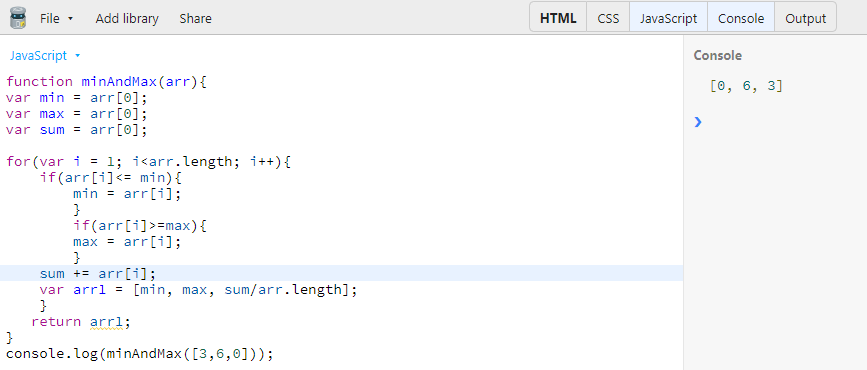 File Add library Share HTML CSS JavaScript Console Output
JavaScript
function minAndMax(arr){
var min = arr[0];
var max = arr[0];
var sum = arr[0];
for(var i = 1; i<arr.length; i++){
if(arr[i]<= min){
min = arr[i];
}
if(arr[i]>=max){
max = arr[i];
}
sum += arr[i];
var arr1 = [min, max, sum/arr.length];
}
return arr1;
}
console.log(minAndMax([3,6,0]));
Console
[0, 6, 3]
❯